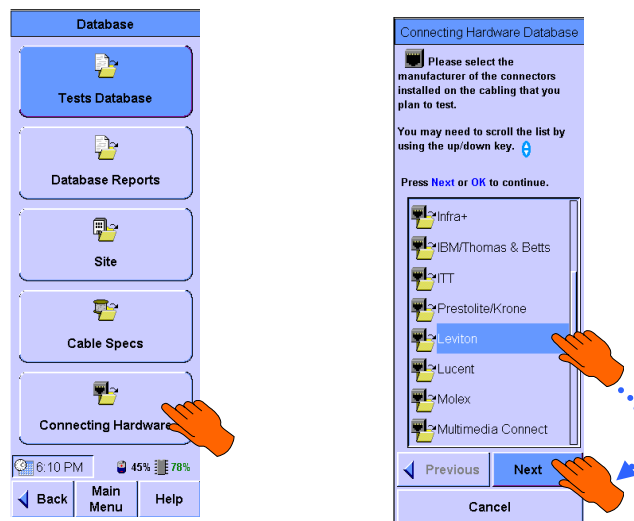 Database
Tests Database
Database Reports
Site
Cable Specs
Connecting Hardware
6:10 PM 45% 78%
Back Main Menu Help
Connecting Hardware Database
Please select the
manufacturer of the connectors
installed on the cabling that you
plan to test.
You may need to scroll the list by
using the up/down key.
Press Next or OK to continue.
Infra+
IBM/Thomas & Betts
ITT
Prestolite/Krone
Leviton
Lucent
Molex
Multimedia Connect
Previous Next
Cancel